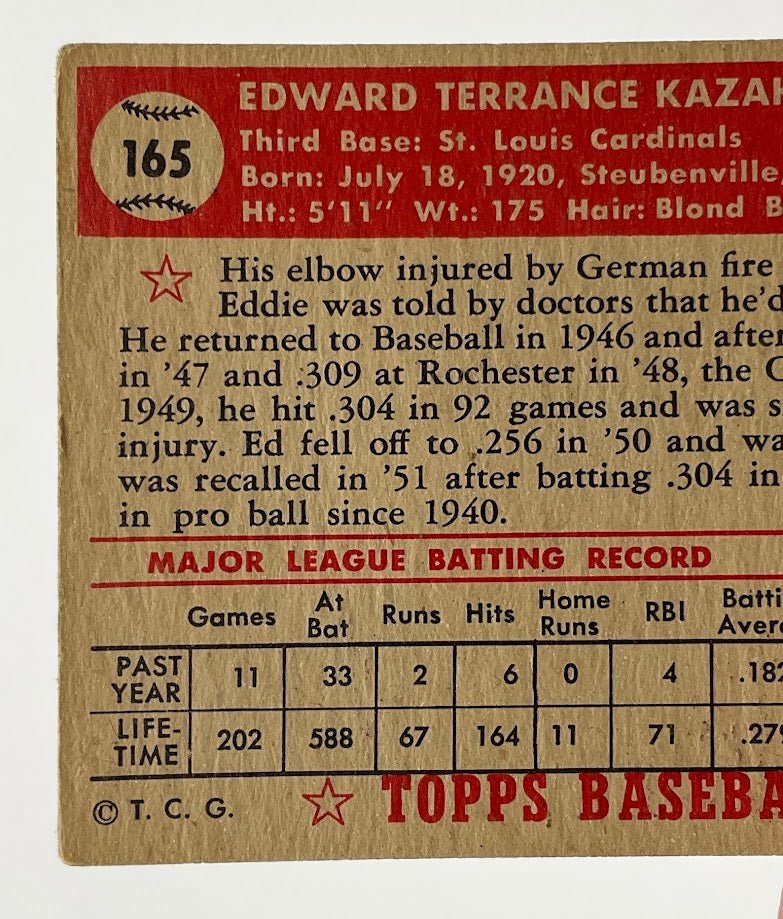 165
EDWARD TERRANCE KAZAK
Third Base: St. Louis Cardinals
Born: July 18, 1920, Steubenville,
Ht.: 5'11" Wt.: 175 Hair: Blond
His elbow injured by German fire
Eddie was told by doctors that he'd
He returned to Baseball in 1946 and after
in '47 and .309 at Rochester in '48, the
1949, he hit .304 in 92 games and was
injury. Ed fell off to .256 in '50 and
was recalled in '51 after batting .304 in
in pro ball since 1940.
MAJOR LEAGUE BATTING RECORD
Games At Bat Runs Hits Home Runs RBI
PAST YEAR 11 33 2 6 0 4 .182
LIFE-TIME 202 588 67 164 11 71 .279
© T. C. G. TOPPS